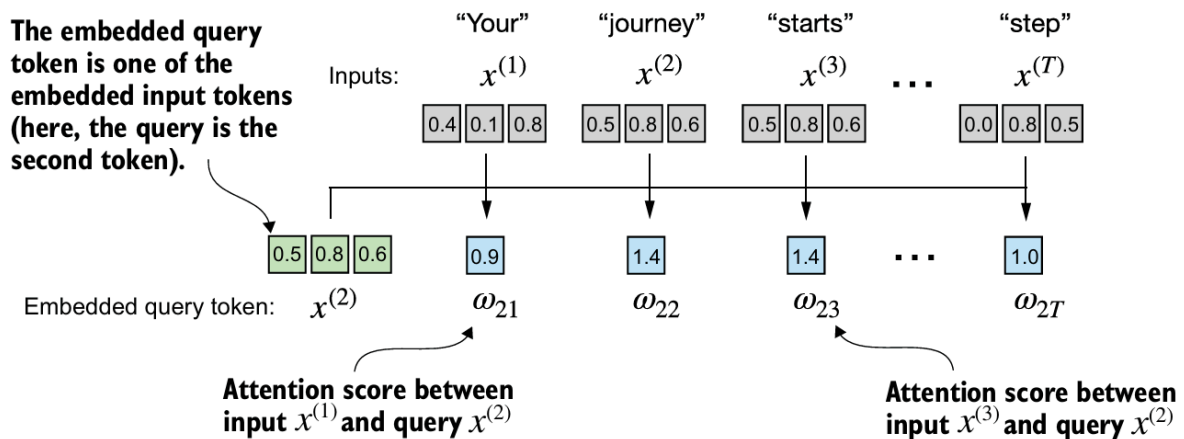 The embedded query
token is one of the
embedded input tokens
(here, the query is the
second token).
“Your” “journey” “starts” “step”
Inputs: x^(1) x^(2) x^(3) ... x^(T)
0.4 0.1 0.8 0.5 0.8 0.6 0.5 0.8 0.6 0.0 0.8 0.5
0.5 0.8 0.6 0.9 1.4 1.4 ... 1.0
Embedded query token: x^(2) ω₂₁ ω₂₂ ω₂₃ ω₂T
Attention score between
input x^(1) and query x^(2)
Attention score between
input x^(3) and query x^(2)